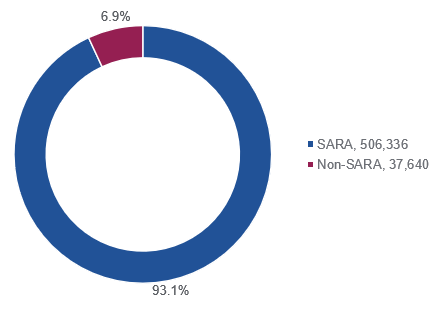 6.9%
SARA, 506,336
Non-SARA, 37,640
93.1%